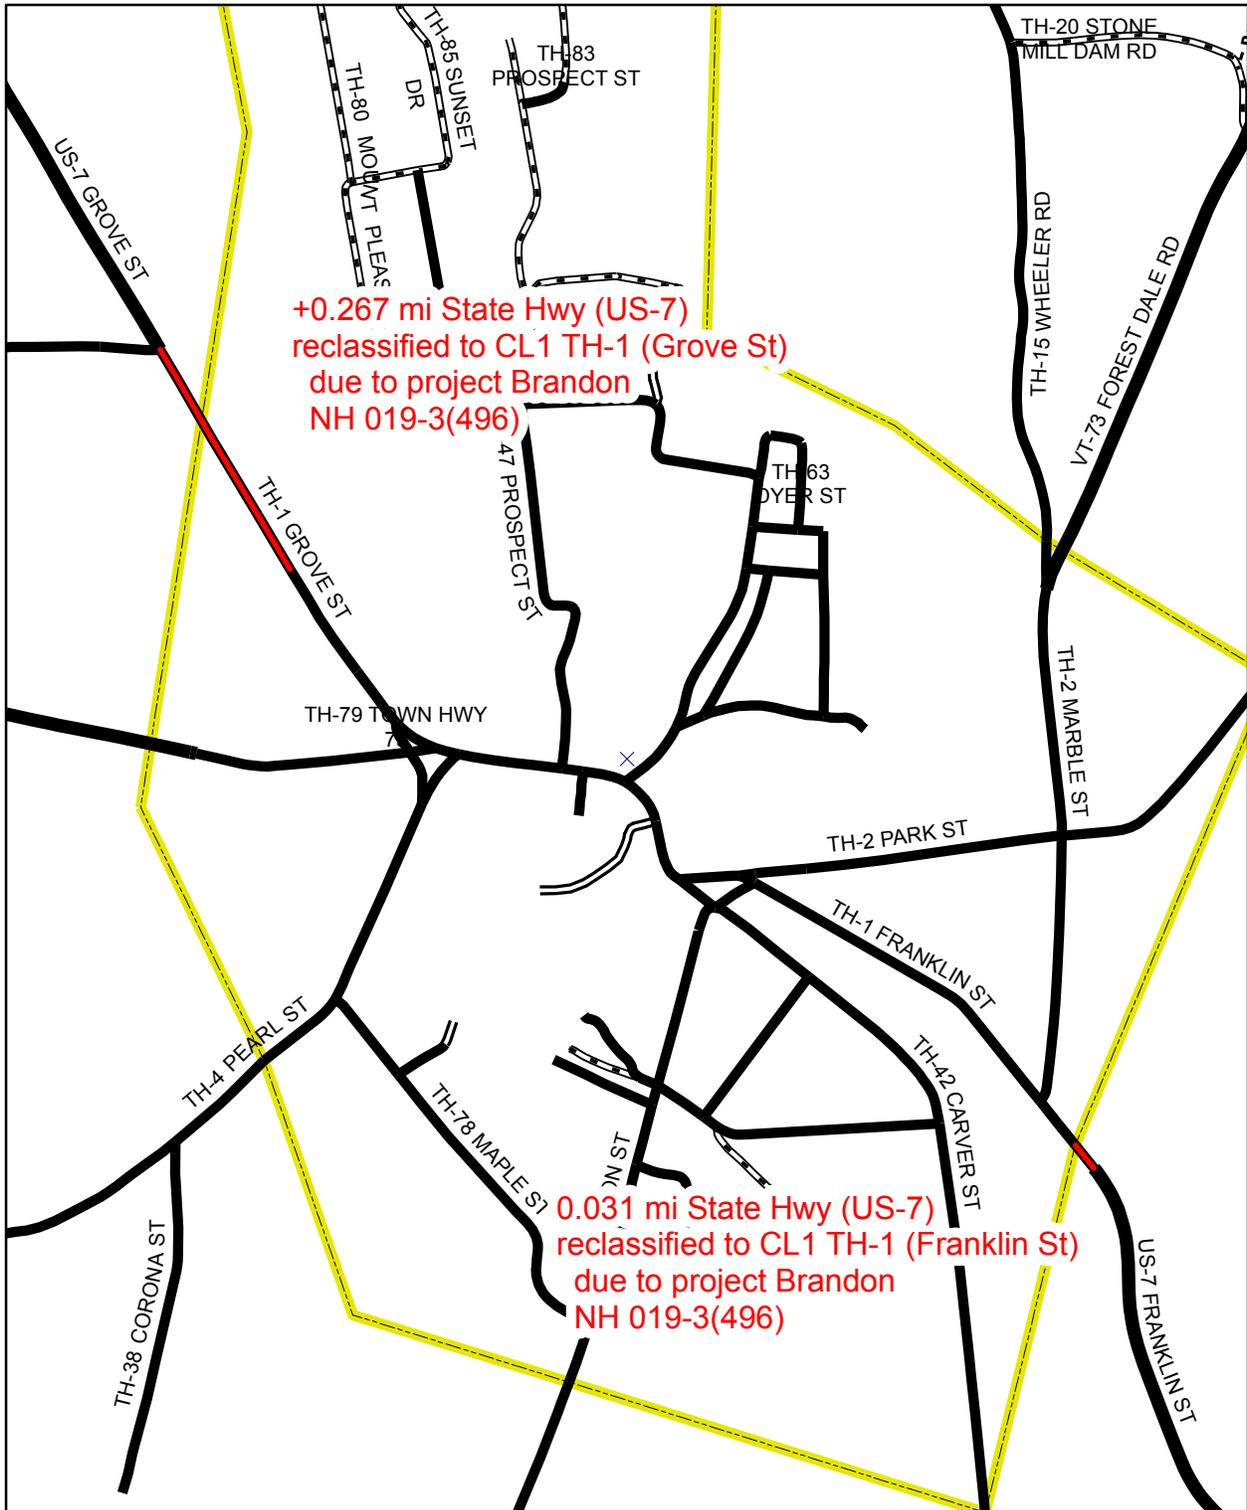 TH-20 STONE
MILL DAM RD
TH-85 SUNSET
DR
TH-83
PROSPECT ST
TH-80 MOUNT PLEAS
US-7 GROVE ST
TH-15 WHEELER RD
VT-73 FOREST DALE RD
+0.267 mi State Hwy (US-7)
reclassified to CL1 TH-1 (Grove St)
due to project Brandon
NH 019-3(496)
47 PROSPECT ST
TH-63
DYER ST
TH-1 GROVE ST
TH-79 TOWN HWY
TH-2 MARBLE ST
TH-2 PARK ST
TH-1 FRANKLIN ST
TH-4 PEARL ST
TH-42 CARVER ST
TH-78 MAPLE ST
ON ST
0.031 mi State Hwy (US-7)
reclassified to CL1 TH-1 (Franklin St)
due to project Brandon
NH 019-3(496)
TH-38 CORONA ST
US-7 FRANKLIN ST